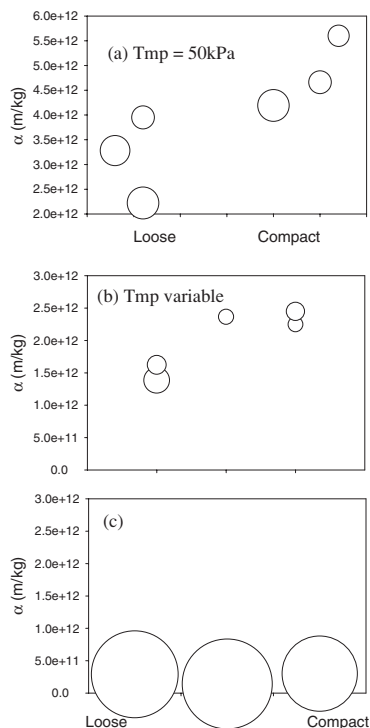 6.0e+12
5.5e+12
5.0e+12
4.5e+12
4.0e+12
3.5e+12
3.0e+12
2.5e+12
2.0e+12
α (m/kg)
(a) Tmp = 50kPa
Loose Compact
3.0e+12
2.5e+12
2.0e+12
1.5e+12
1.0e+12
5.0e+11
0.0
α (m/kg)
(b) Tmp variable
3.0e+12
2.5e+12
2.0e+12
1.5e+12
1.0e+12
5.0e+11
0.0
α (m/kg)
(c)
Loose Compact